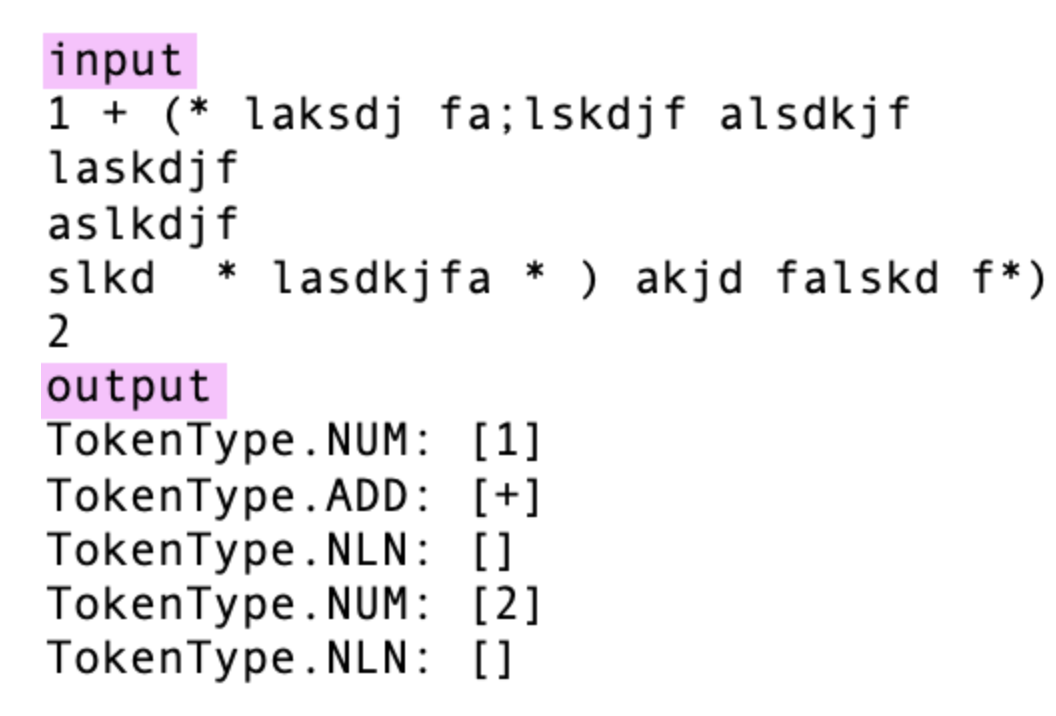 input
1 + (* laksdj fa;lskdjf alsdkjf
laskdjf
aslkdjf
slkd  * lasdkjfa * ) akjd falskd f*)
2
output
TokenType.NUM: [1]
TokenType.ADD: [+]
TokenType.NLN: []
TokenType.NUM: [2]
TokenType.NLN: []